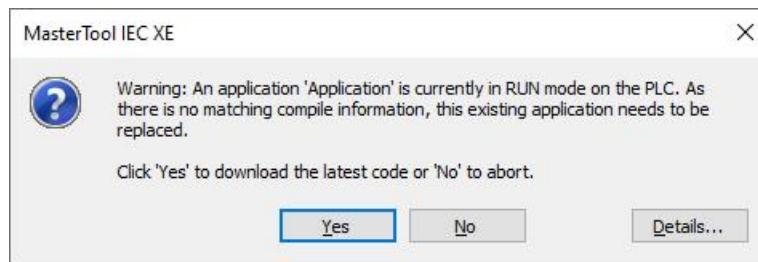 MasterTool IEC XE
Warning: An application 'Application' is currently in RUN mode on the PLC. As
there is no matching compile information, this existing application needs to be
replaced.
Click 'Yes' to download the latest code or 'No' to abort.
Yes
No
Details...